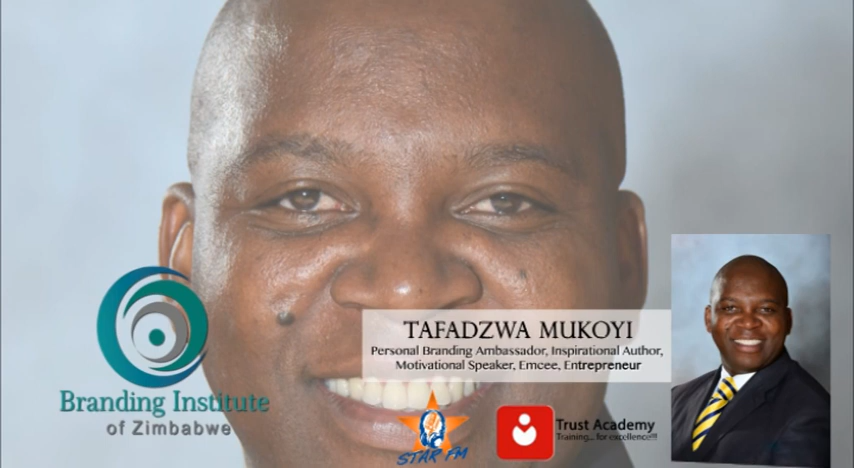 TAFADZWA MUKOYI
Personal Branding Ambassador, Inspirational Author,
Motivational Speaker, Emcee, Entrepreneur
Branding Institute
of Zimbabwe
STAR FM
Trust Academy
Training... for excellence!!!